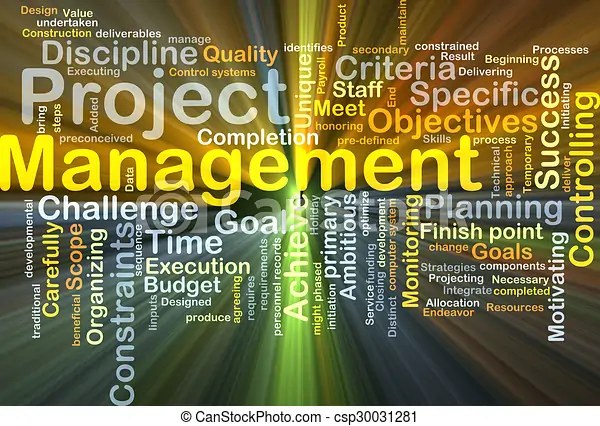 Design
Value
undertaken
Construction
deliverables
manage
Discipline
Quality
identifies
Unique
Payroll
Product
secondary
maintain
constrained
Result
Beginning
Processes
Executing
Control systems
Criteria
Delivering
Project
Staff
Specific
Success
Initiating
bring
steps
Added
Meet
End
honoring
Objectives
Controlling
preconceived
Completion
pre-defined
Skills
process
Technical
approach
Temporary
deliver
Management
Data
developmental
Challenge
Goal
Achieve
Holiday
primary
Ambitious
optimize
Planning
Carefully
Scope
Organizing
Constraints
sequence
Time
Monitoring
Finish point
change
Goals
Motivating
traditional
beneficial
Execution
Budget
inputs
Designed
produce
agreeing
requires
requirements
personnel records
might
phased
initiation
Service
funding
Closing
development
Distinct
computer system
Strategies
components
Projecting
Necessary
Integrate
completed
Allocation
Resources
Endeavor
© CanStockPhoto.com - csp30031281